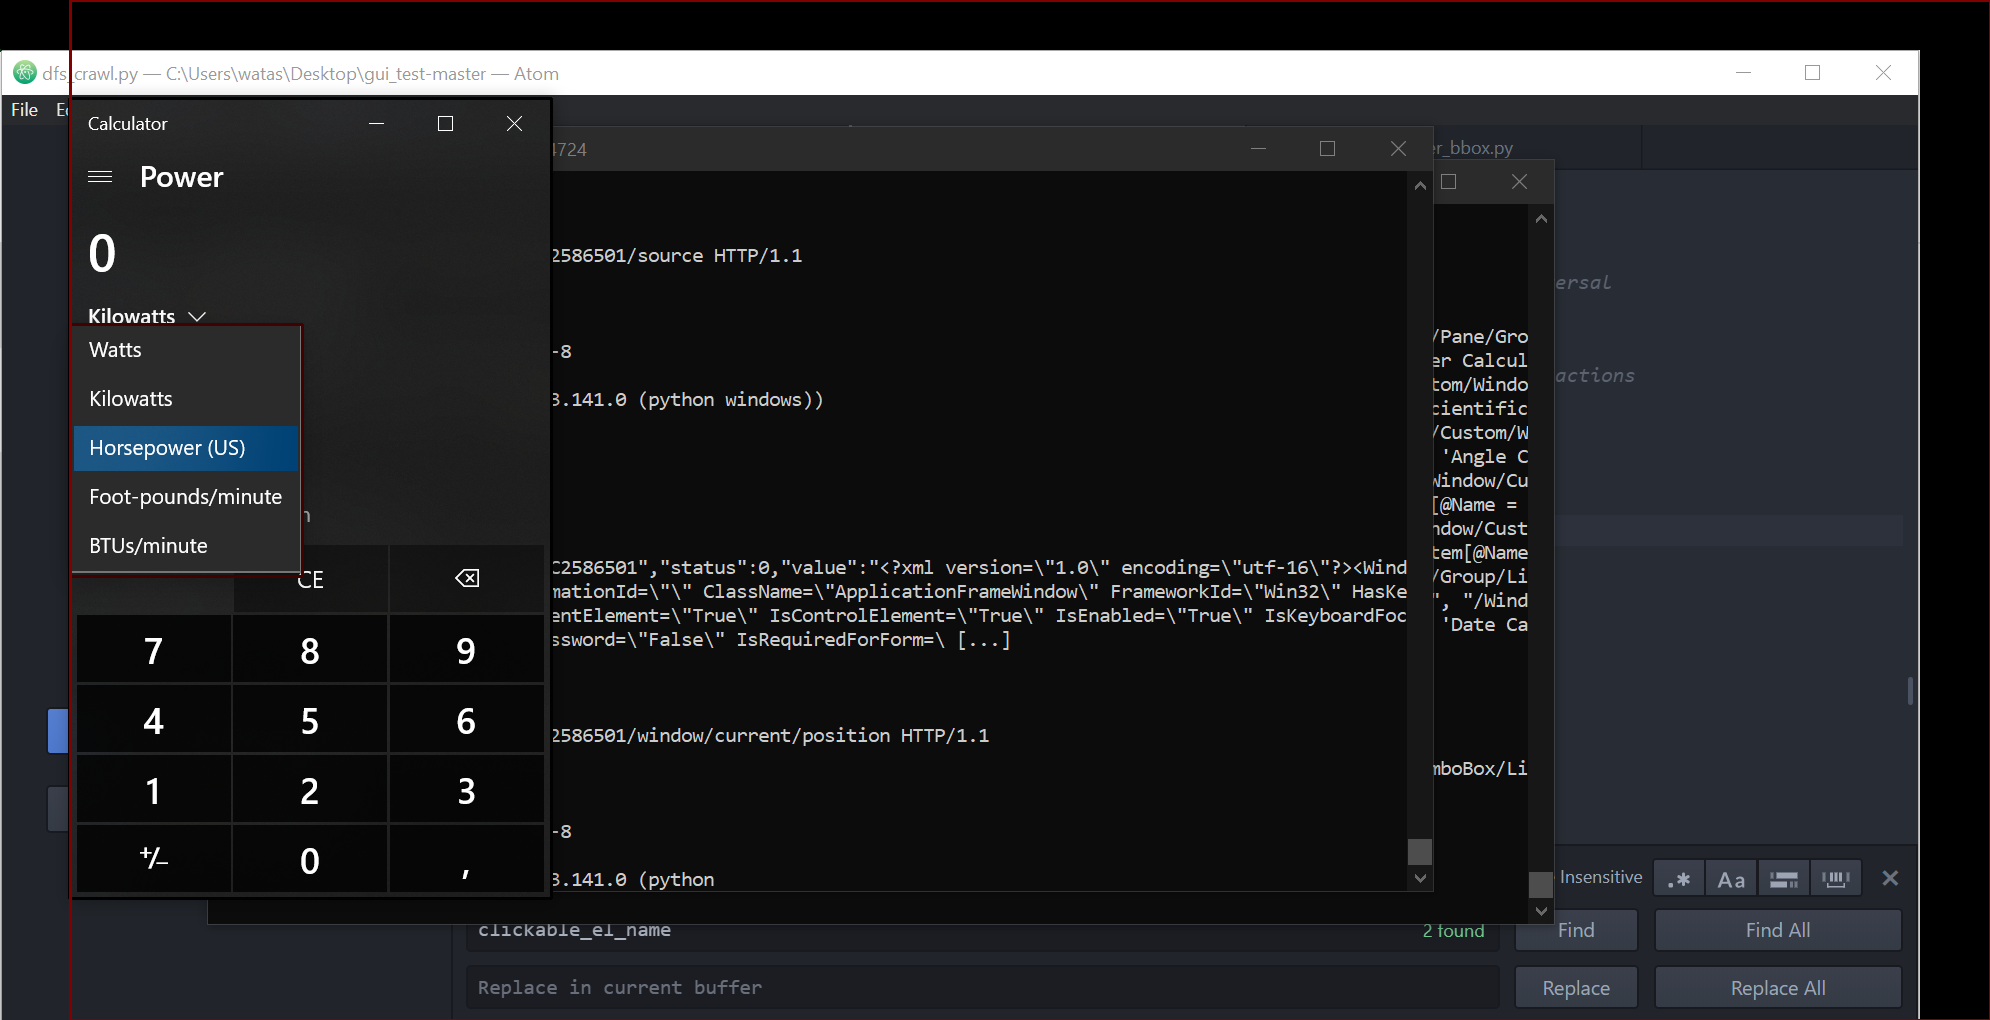 dfs_crawl.py — C:\Users\watas\Desktop\gui_test-master — Atom
File
Calculator
Power
0
Kilowatts
Watts
Kilowatts
Horsepower (US)
Foot-pounds/minute
BTUs/minute
CE
7 8 9
4 5 6
1 2 3
+/− 0 ,
4724
2586501/source HTTP/1.1
-8
3.141.0 (python windows))
C2586501","status":0,"value":"<?xml version=\"1.0\" encoding=\"utf-16\"?><Wind
mationId=\"\" ClassName=\"ApplicationFrameWindow\" FrameworkId=\"Win32\" HasKe
entElement=\"True\" IsControlElement=\"True\" IsEnabled=\"True\" IsKeyboardFoc
ssword=\"False\" IsRequiredForForm=\ [...]
2586501/window/current/position HTTP/1.1
-8
3.141.0 (python
er_bbox.py
/Pane/Gro
er Calcul
tom/Windo
cientific
/Custom/W
'Angle C
Window/Cu
[@Name =
ndow/Cust
tem[@Name
/Group/Li
", "/Wind
'Date Ca
mboBox/Li
ersal
actions
Insensitive
.* Aa
clickable_el_name
2 found
Find
Find All
Replace in current buffer
Replace
Replace All